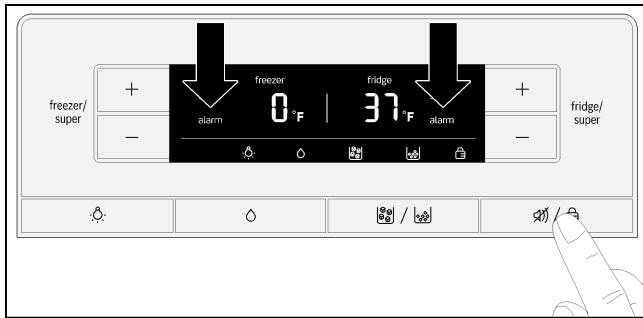 freezer fridge
freezer/
super
+
−
alarm 0°F 37°F alarm
+
−
fridge/
super
/
/